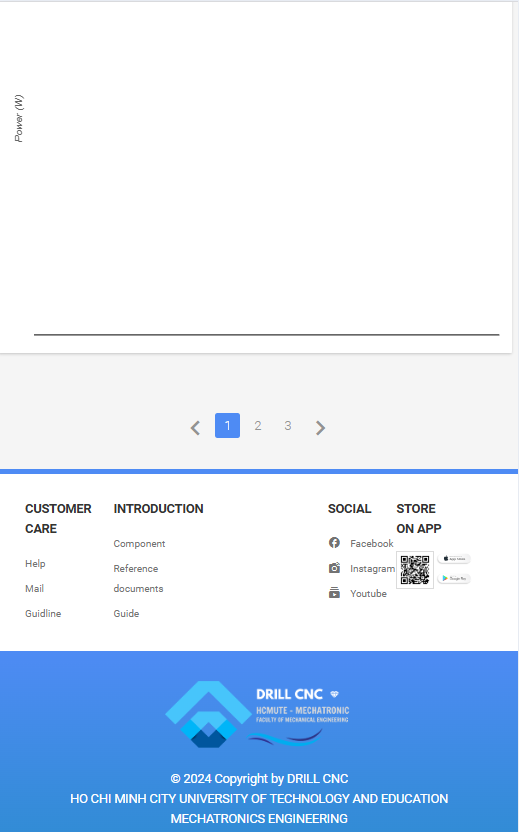 Power (W)
1 2 3
CUSTOMER CARE
Help
Mail
Guidline
INTRODUCTION
Component
Reference
documents
Guide
SOCIAL
Facebook
Instagram
Youtube
STORE
ON APP
DRILL CNC
HCMUTE - MECHATRONIC
FACULTY OF MECHANICAL ENGINEERING
© 2024 Copyright by DRILL CNC
HO CHI MINH CITY UNIVERSITY OF TECHNOLOGY AND EDUCATION
MECHATRONICS ENGINEERING